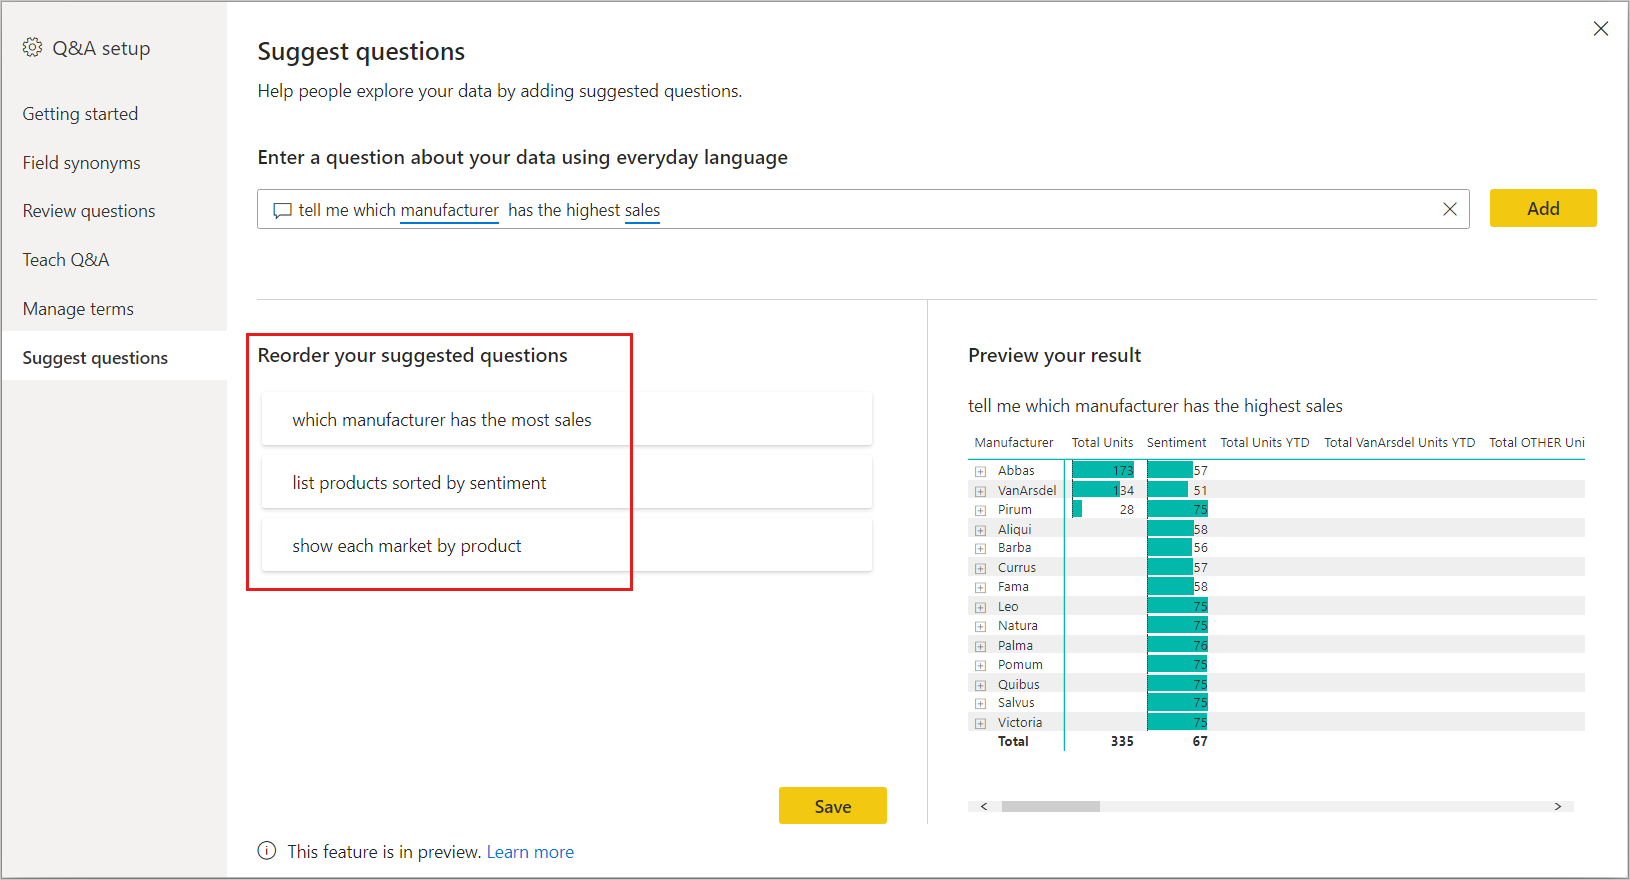 Q&A setup
Getting started
Field synonyms
Review questions
Teach Q&A
Manage terms
Suggest questions
Suggest questions
Help people explore your data by adding suggested questions.
Enter a question about your data using everyday language
tell me which manufacturer has the highest sales
Add
Reorder your suggested questions
which manufacturer has the most sales
list products sorted by sentiment
show each market by product
Save
This feature is in preview. Learn more
Preview your result
tell me which manufacturer has the highest sales
Manufacturer Total Units Sentiment Total Units YTD Total VanArsdel Units YTD Total OTHER Uni
Abbas 173 57
VanArsdel 134 51
Pirum 28 75
Aliqui 58
Barba 56
Currus 57
Fama 58
Leo 75
Natura 75
Palma 76
Pomum 75
Quibus 75
Salvus 75
Victoria 75
Total 335 67